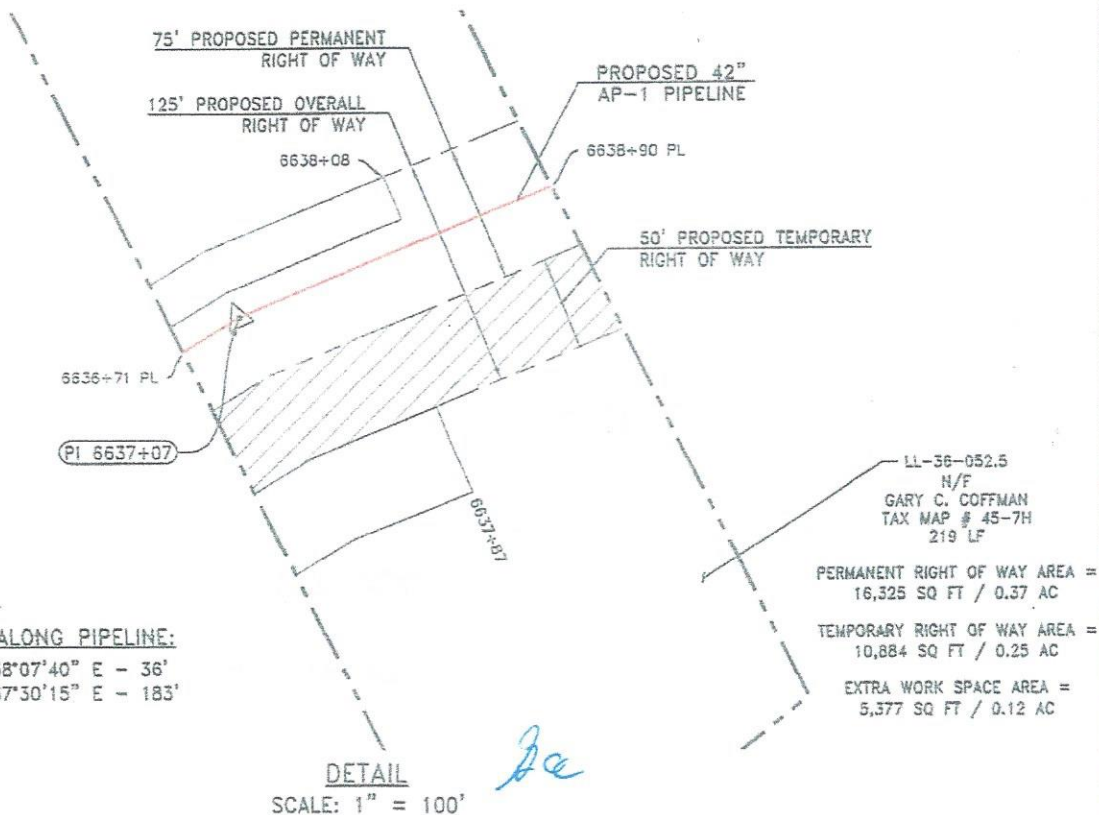 75' PROPOSED PERMANENT
RIGHT OF WAY
125' PROPOSED OVERALL
RIGHT OF WAY
PROPOSED 42"
AP-1 PIPELINE
6638+08
6638+90 PL
50' PROPOSED TEMPORARY
RIGHT OF WAY
6636+71 PL
PI 6637+07
6637+87
LL-36-052.5
N/F
GARY C. COFFMAN
TAX MAP # 45-7H
219 LF
PERMANENT RIGHT OF WAY AREA =
16,325 SQ FT / 0.37 AC
TEMPORARY RIGHT OF WAY AREA =
10,884 SQ FT / 0.25 AC
EXTRA WORK SPACE AREA =
5,377 SQ FT / 0.12 AC
ALONG PIPELINE:
8°07'40" E - 36'
7°30'15" E - 183'
DETAIL
SCALE: 1" = 100'